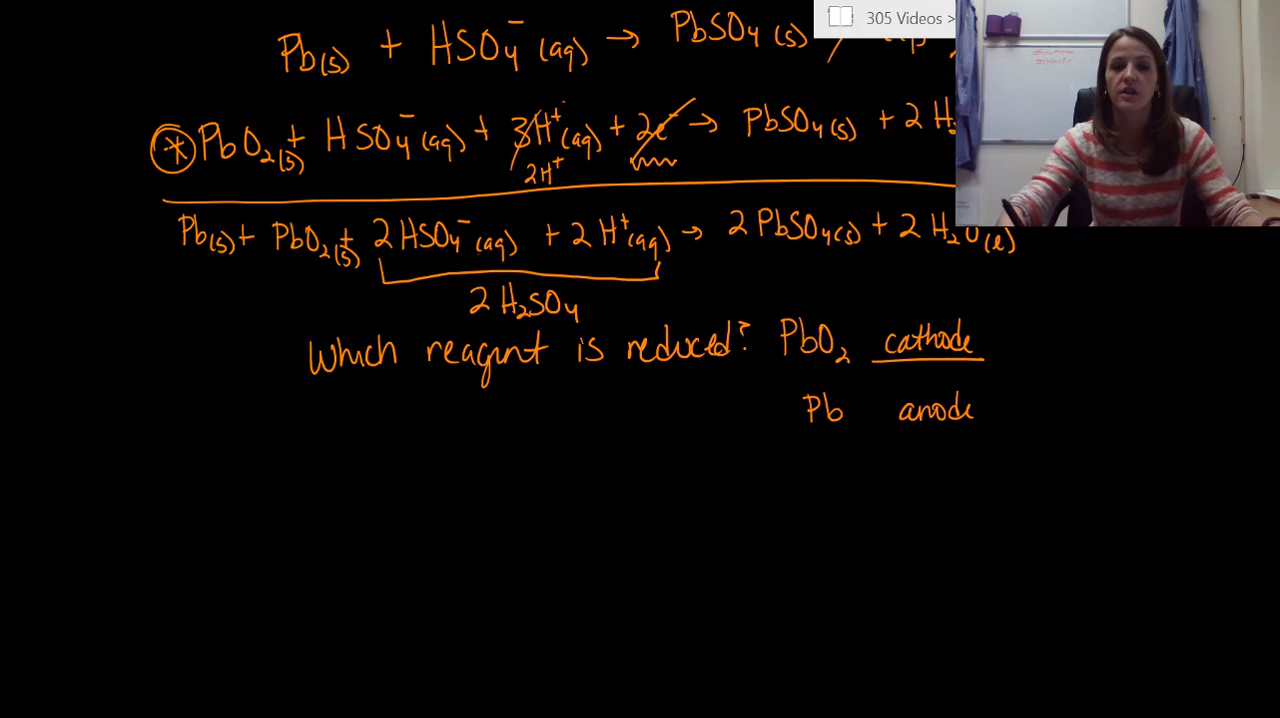 305 Videos >
Pb(s) + HSO₄⁻(aq) → PbSO₄(s)
* PbO₂(s) + HSO₄⁻(aq) + 3H⁺(aq) + 2e⁻ → PbSO₄(s) + 2 H₂
2H⁺
Pb(s) + PbO₂(s) + 2 HSO₄⁻(aq) + 2 H⁺(aq) → 2 PbSO₄(s) + 2 H₂O(l)
2 H₂SO₄
Which reagent is reduced? PbO₂ cathode
Pb anode